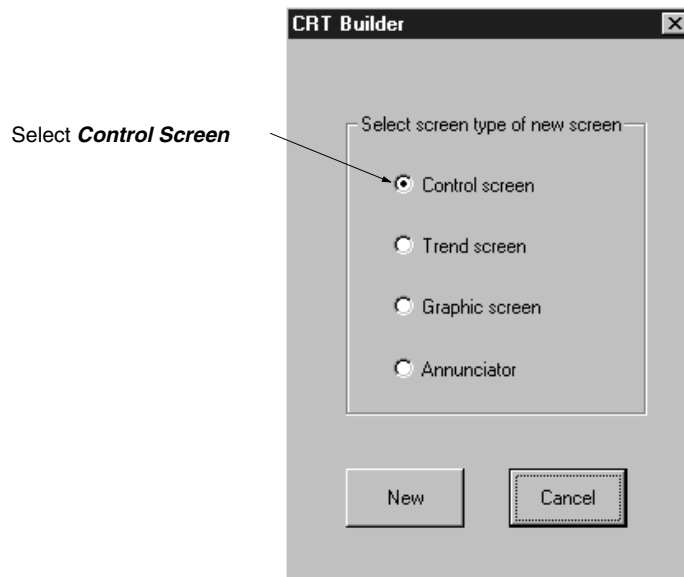 CRT Builder
Select screen type of new screen
Select Control Screen
Control screen
Trend screen
Graphic screen
Annunciator
New
Cancel